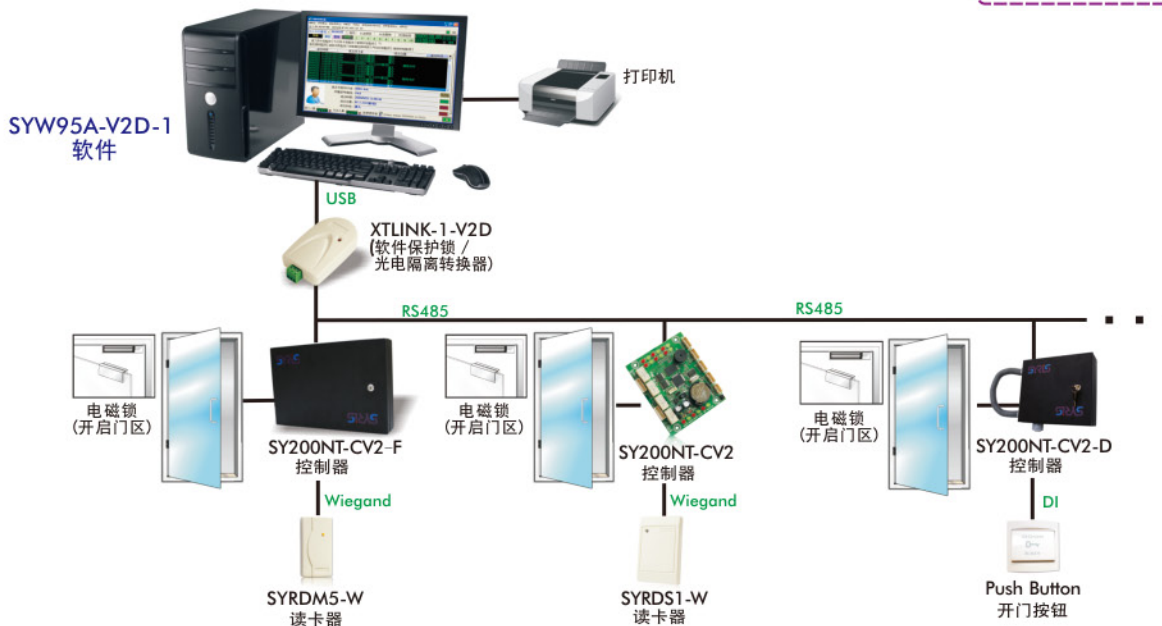 打印机
SYW95A-V2D-1
软件
USB
XTLINK-1-V2D
(软件保护锁 /
光电隔离转换器)
RS485
RS485
电磁锁
(开启门区)
SY200NT-CV2-F
控制器
电磁锁
(开启门区)
SY200NT-CV2
控制器
电磁锁
(开启门区)
SY200NT-CV2-D
控制器
Wiegand
Wiegand
DI
SYRDM5-W
读卡器
SYRDS1-W
读卡器
Push Button
开门按钮